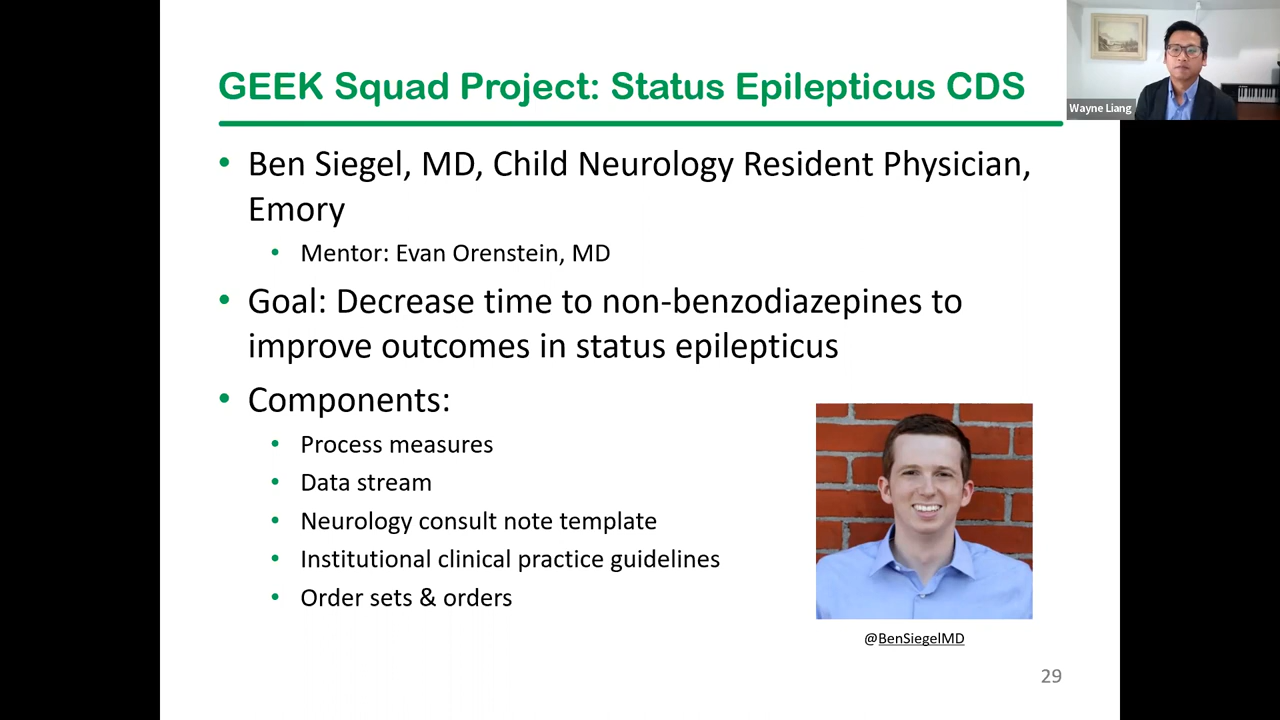 GEEK Squad Project: Status Epilepticus CDS
Wayne Liang
• Ben Siegel, MD, Child Neurology Resident Physician,
Emory
• Mentor: Evan Orenstein, MD
• Goal: Decrease time to non-benzodiazepines to
improve outcomes in status epilepticus
• Components:
• Process measures
• Data stream
• Neurology consult note template
• Institutional clinical practice guidelines
• Order sets & orders
@BenSiegelMD
29